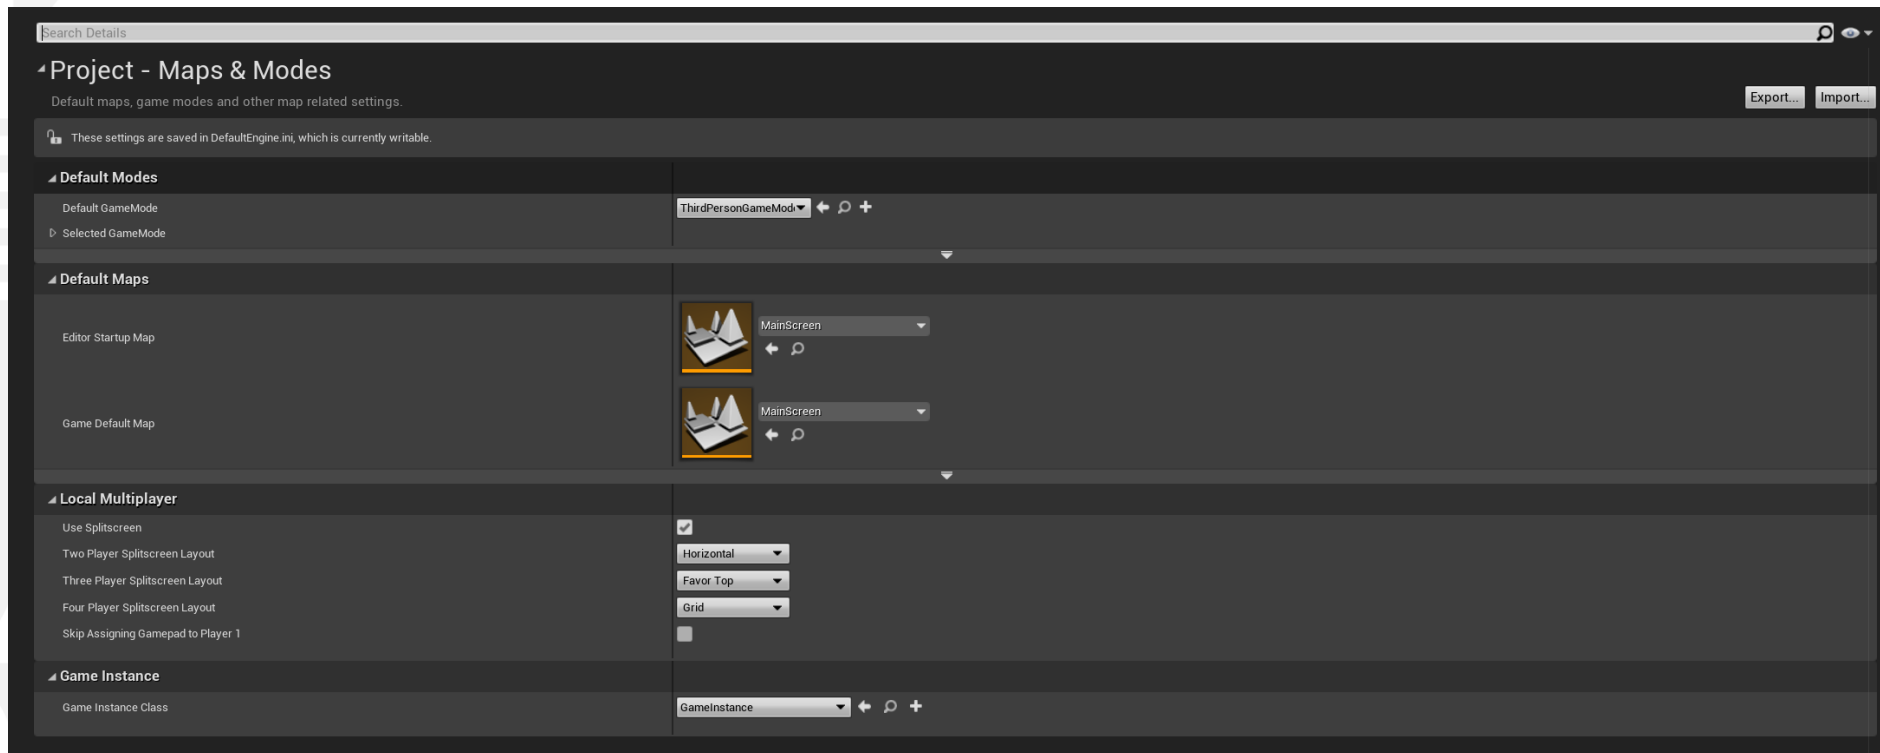 Search Details
Project - Maps & Modes
Default maps, game modes and other map related settings.
Export... Import...
These settings are saved in DefaultEngine.ini, which is currently writable.
Default Modes
Default GameMode ThirdPersonGameMod
Selected GameMode
Default Maps
Editor Startup Map MainScreen
Game Default Map MainScreen
Local Multiplayer
Use Splitscreen
Two Player Splitscreen Layout Horizontal
Three Player Splitscreen Layout Favor Top
Four Player Splitscreen Layout Grid
Skip Assigning Gamepad to Player 1
Game Instance
Game Instance Class GameInstance